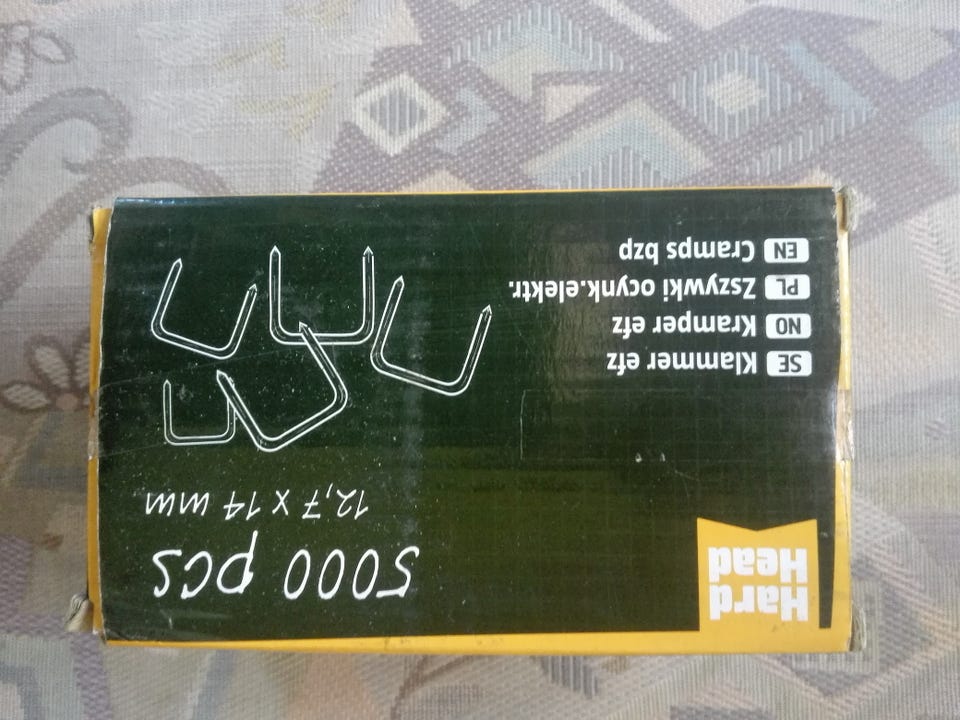 Hard
Head
5000 pcs
12,7 x 14 mm
SE Klammer efz
NO Kramper efz
PL Zszywki ocynk.elektr.
EN Cramps bzp